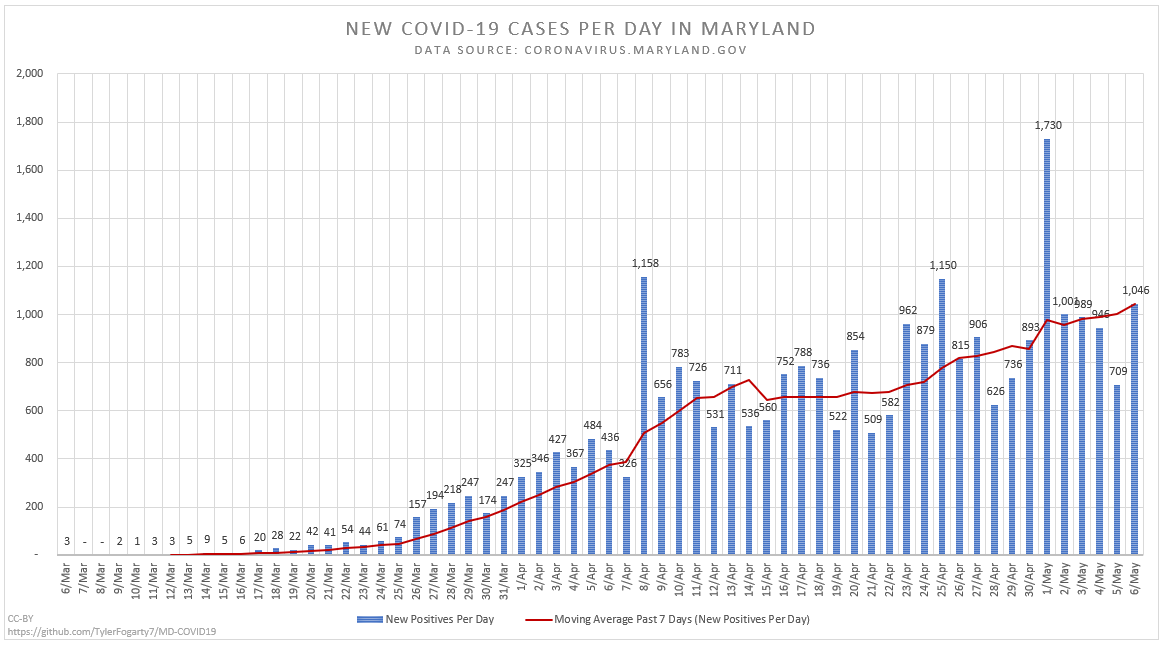 NEW COVID-19 CASES PER DAY IN MARYLAND
DATA SOURCE: CORONAVIRUS.MARYLAND.GOV
2,000
1,800
1,600
1,400
1,200
1,000
800
600
400
200
-
3 - - 2 1 3 3 5 9 5 6 20 28 22 42 41 54 44 61 74 157 194 218 247 174 247 325 346 427 367 484 436 326 1,158 656 783 726 531 711 536 560 752 788 736 522 854 509 582 962 879 1,150 815 906 626 736 893 1,730 1,001 989 946 709 1,046
6/Mar 7/Mar 8/Mar 9/Mar 10/Mar 11/Mar 12/Mar 13/Mar 14/Mar 15/Mar 16/Mar 17/Mar 18/Mar 19/Mar 20/Mar 21/Mar 22/Mar 23/Mar 24/Mar 25/Mar 26/Mar 27/Mar 28/Mar 29/Mar 30/Mar 31/Mar 1/Apr 2/Apr 3/Apr 4/Apr 5/Apr 6/Apr 7/Apr 8/Apr 9/Apr 10/Apr 11/Apr 12/Apr 13/Apr 14/Apr 15/Apr 16/Apr 17/Apr 18/Apr 19/Apr 20/Apr 21/Apr 22/Apr 23/Apr 24/Apr 25/Apr 26/Apr 27/Apr 28/Apr 29/Apr 30/Apr 1/May 2/May 3/May 4/May 5/May 6/May
New Positives Per Day
Moving Average Past 7 Days (New Positives Per Day)
CC-BY
https://github.com/TylerFogarty7/MD-COVID19